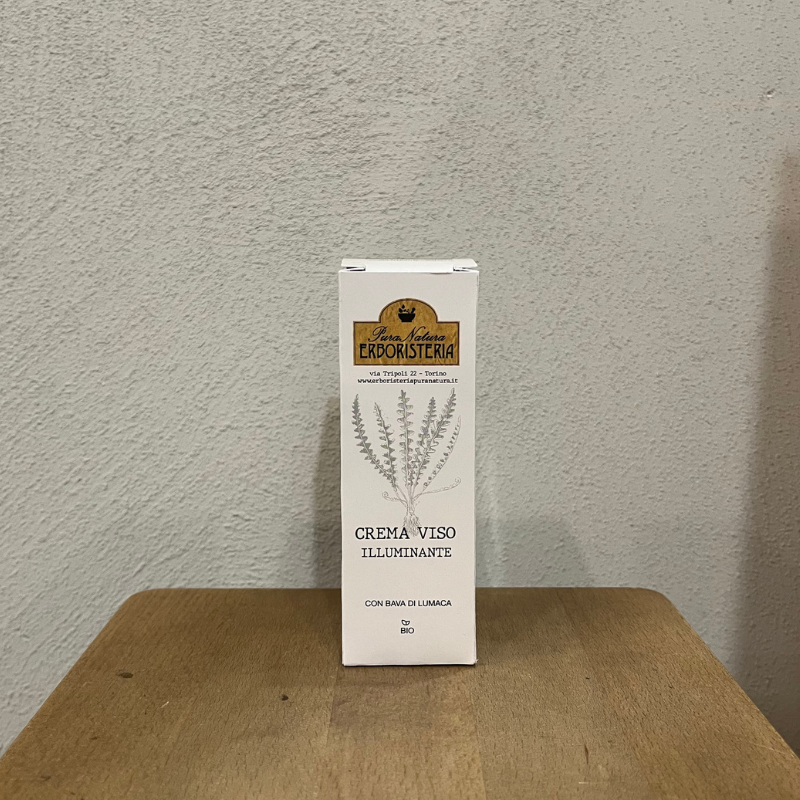 Pura Natura
ERBORISTERIA
via Tripoli 22 - Torino
www.erboristeriapuranatura.it
CREMA VISO
ILLUMINANTE
CON BAVA DI LUMACA
BIO